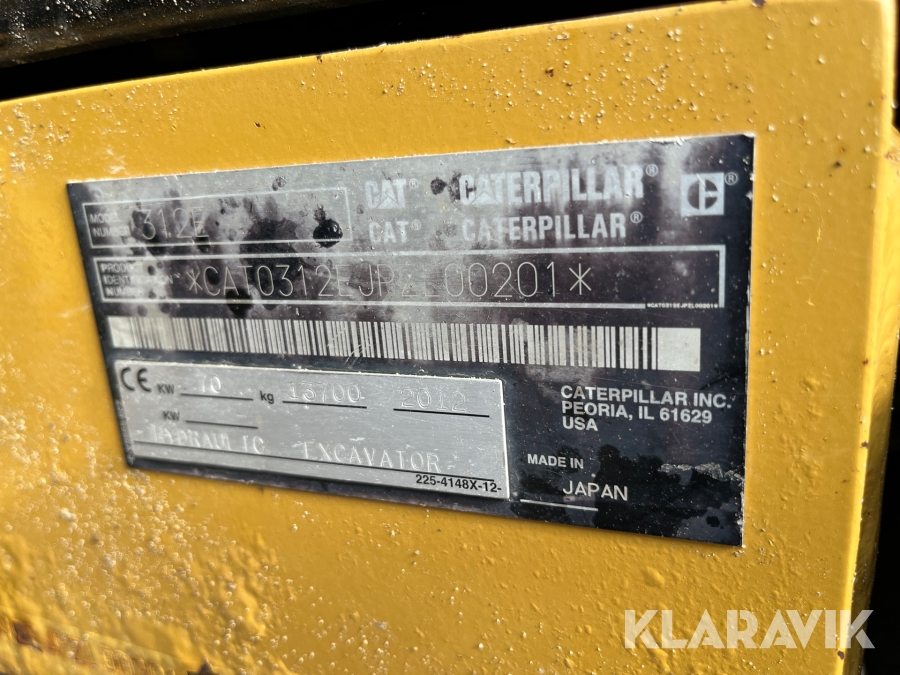 CAT® CATERPILLAR®
MODEL NUMBER 312E
CAT® CATERPILLAR®
PRODUCT IDENTIFICATION NUMBER *CAT0312EJPZL00201*
*CAT0312EJPZL00201*
CE KW 70 kg 13700 2012
KW
HYDRAULIC EXCAVATOR
225-4148X-12-
CATERPILLAR INC.
PEORIA, IL 61629
USA
MADE IN
JAPAN
KLARAVIK